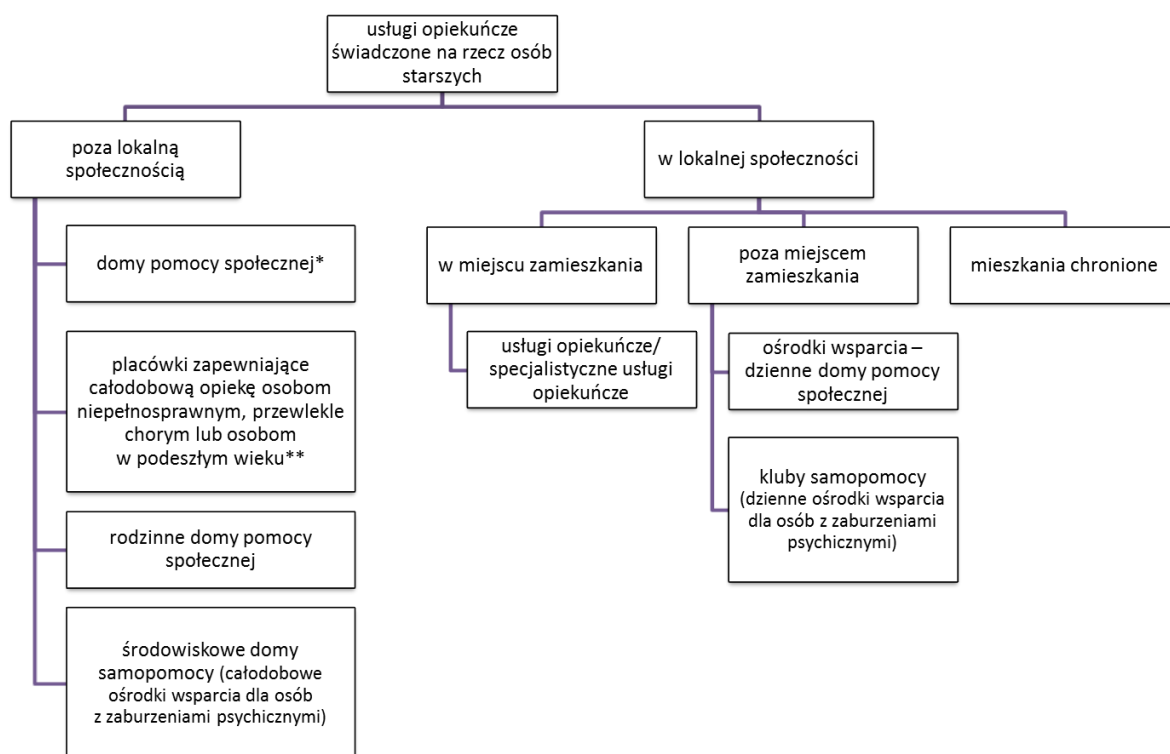 usługi opiekuńcze
świadczone na rzecz osób
starszych
poza lokalną
społecznością
domy pomocy społecznej*
placówki zapewniające
całodobową opiekę osobom
niepełnosprawnym, przewlekle
chorym lub osobom
w podeszłym wieku**
rodzinne domy pomocy
społecznej
środowiskowe domy
samopomocy (całodobowe
ośrodki wsparcia dla osób
z zaburzeniami psychicznymi)
w lokalnej społeczności
w miejscu zamieszkania
usługi opiekuńcze/
specjalistyczne usługi
opiekuńcze
poza miejscem
zamieszkania
ośrodki wsparcia –
dzienne domy pomocy
społecznej
kluby samopomocy
(dzienne ośrodki wsparcia
dla osób z zaburzeniami
psychicznymi)
mieszkania chronione